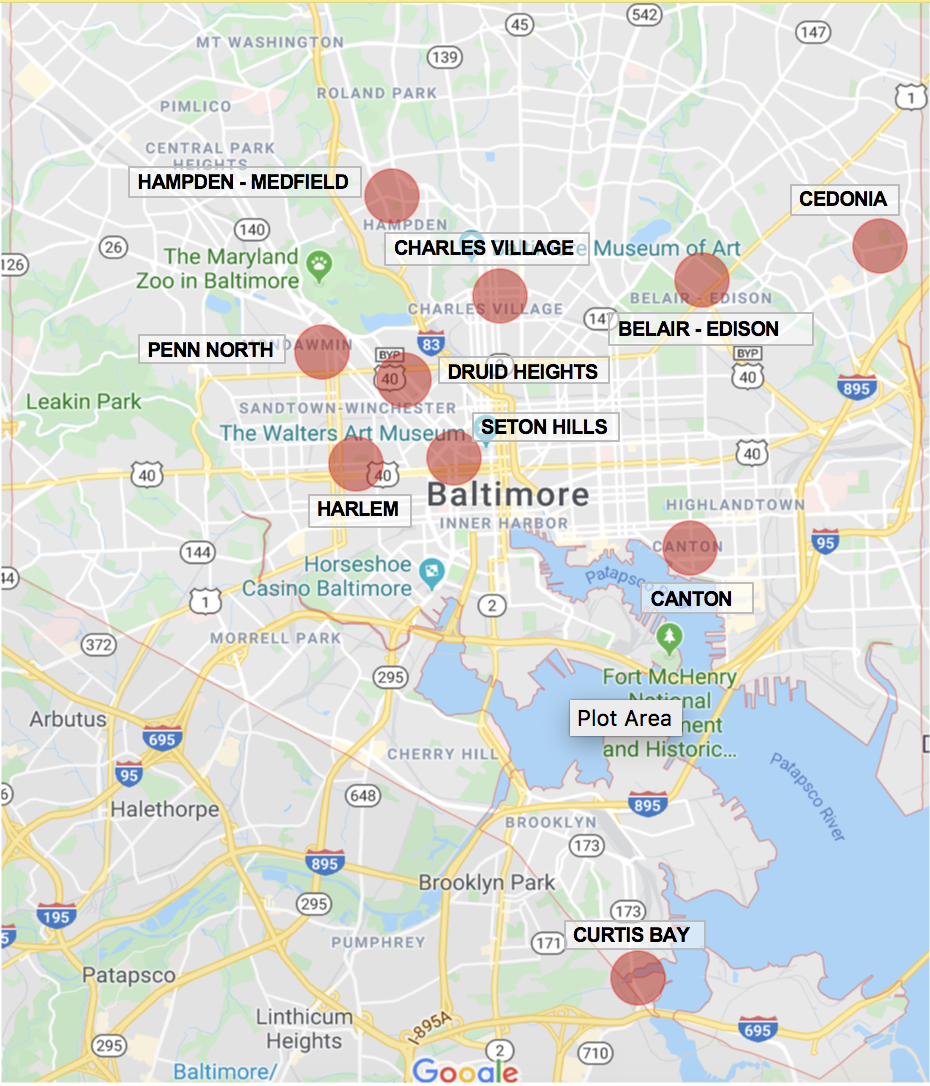 45
542
147
MT WASHINGTON
139
ROLAND PARK
1
PIMLICO
CENTRAL PARK
HEIGHTS
HAMPDEN - MEDFIELD
CEDONIA
HAMPDEN
140
26
126
CHARLES VILLAGE
Museum of Art
The Maryland
Zoo in Baltimore
BELAIR - EDISON
CHARLES VILLAGE
147
BELAIR - EDISON
PENN NORTH
83
BYP
40
DRUID HEIGHTS
BYP
40
895
Leakin Park
SANDTOWN-WINCHESTER
The Walters Art Museum
SETON HILLS
40
40
40
Baltimore
HARLEM
HIGHLANDTOWN
INNER HARBOR
95
CANTON
144
Horseshoe
Casino Baltimore
Patapsco
44
1
2
CANTON
MORRELL PARK
372
295
Fort McHenry
National
Plot Area
and Historic...
Arbutus
695
95
CHERRY HILL
Patapsco River
648
Halethorpe
895
BROOKLYN
173
895
Brooklyn Park
295
195
173
PUMPHREY
171
CURTIS BAY
Patapsco
Linthicum
Heights
I-895A
695
295
2
710
Baltimore/
Google